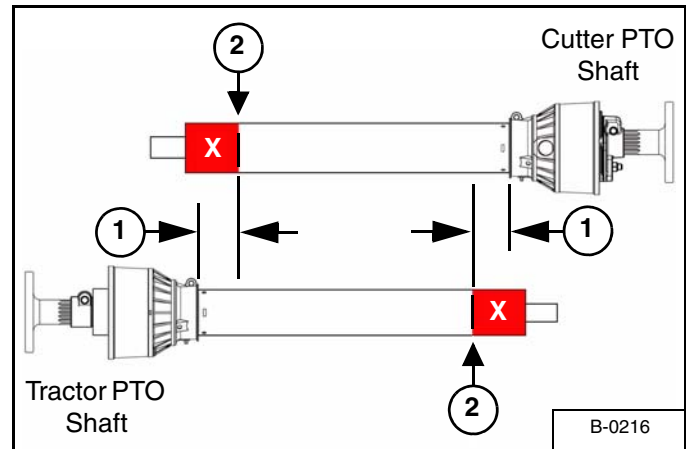 2
Cutter PTO
Shaft
X
1
1
X
Tractor PTO
Shaft
2
B-0216